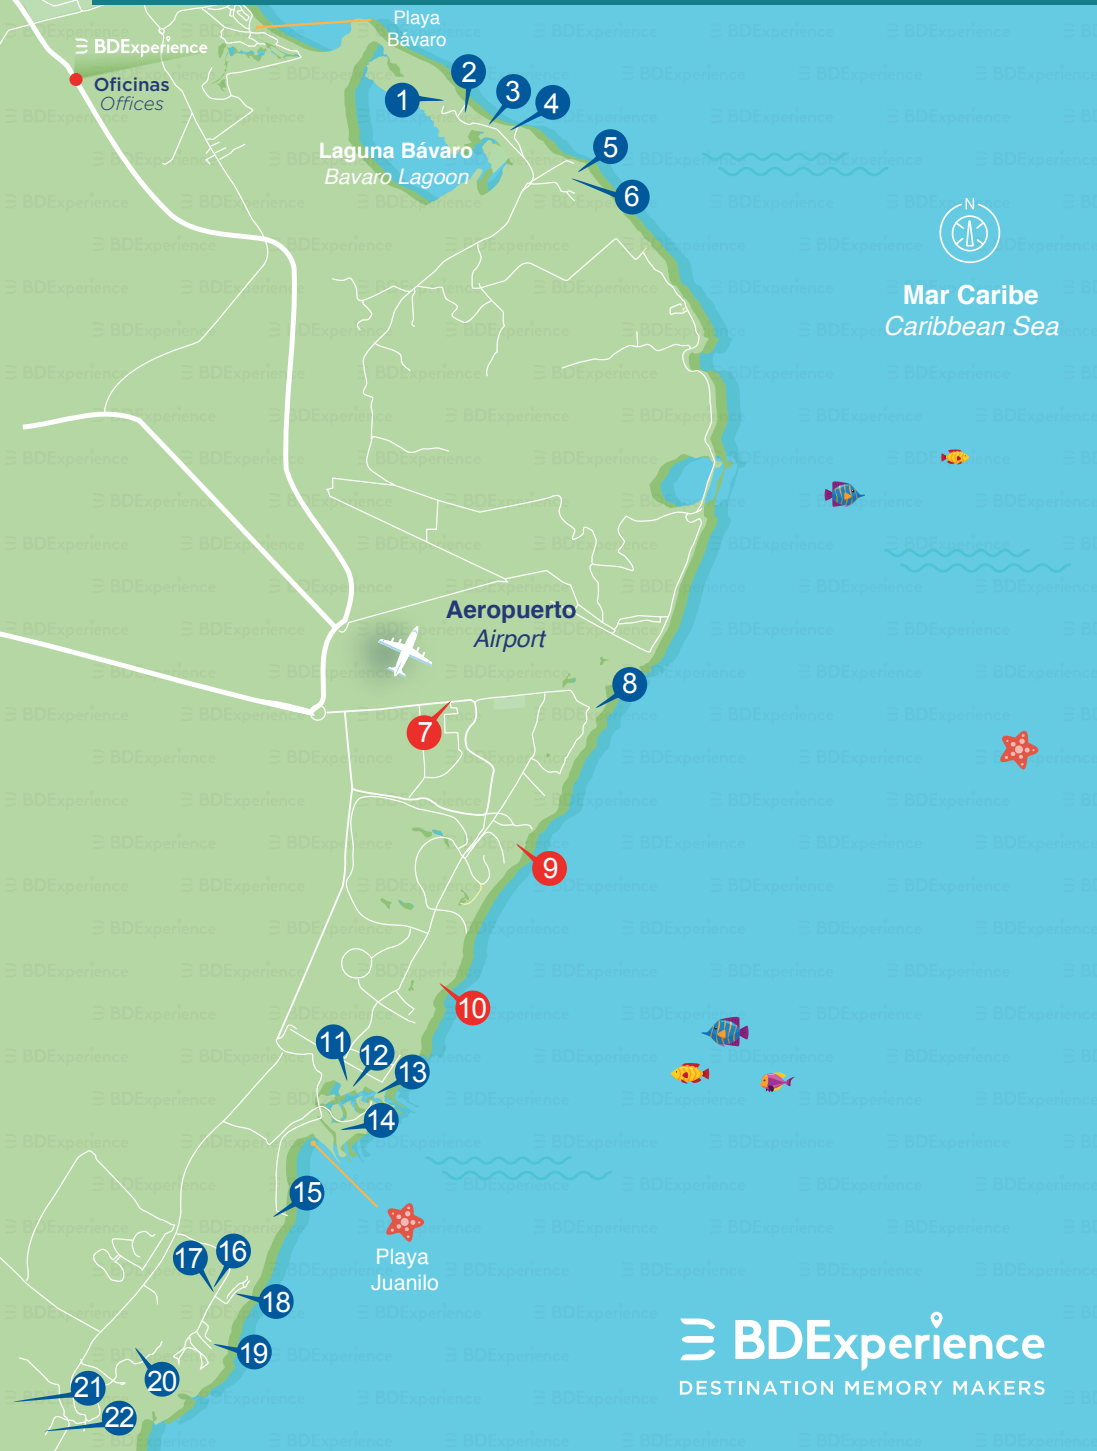 Playa
Bávaro
BDExperience
Oficinas
Offices
1
2
3
4
5
6
Laguna Bávaro
Bavaro Lagoon
N
Mar Caribe
Caribbean Sea
Aeropuerto
Airport
7
8
9
10
11
12
13
14
15
Playa
Juanilo
16
17
18
19
20
21
22
BDExperience
DESTINATION MEMORY MAKERS